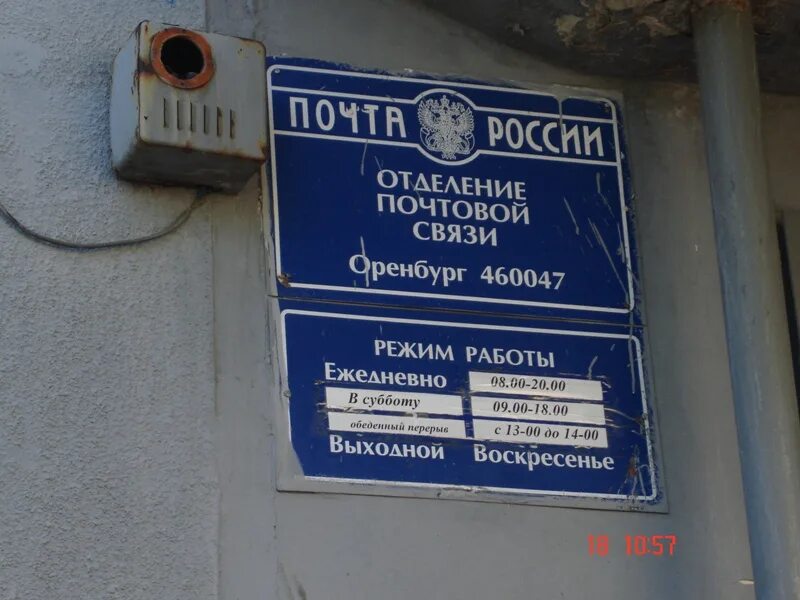 ПОЧТА РОССИИ
ОТДЕЛЕНИЕ
ПОЧТОВОЙ
СВЯЗИ
Оренбург 460047
РЕЖИМ РАБОТЫ
Ежедневно 08.00-20.00
В субботу 09.00-18.00
обеденный перерыв с 13-00 до 14-00
Выходной Воскресенье
18 10:57